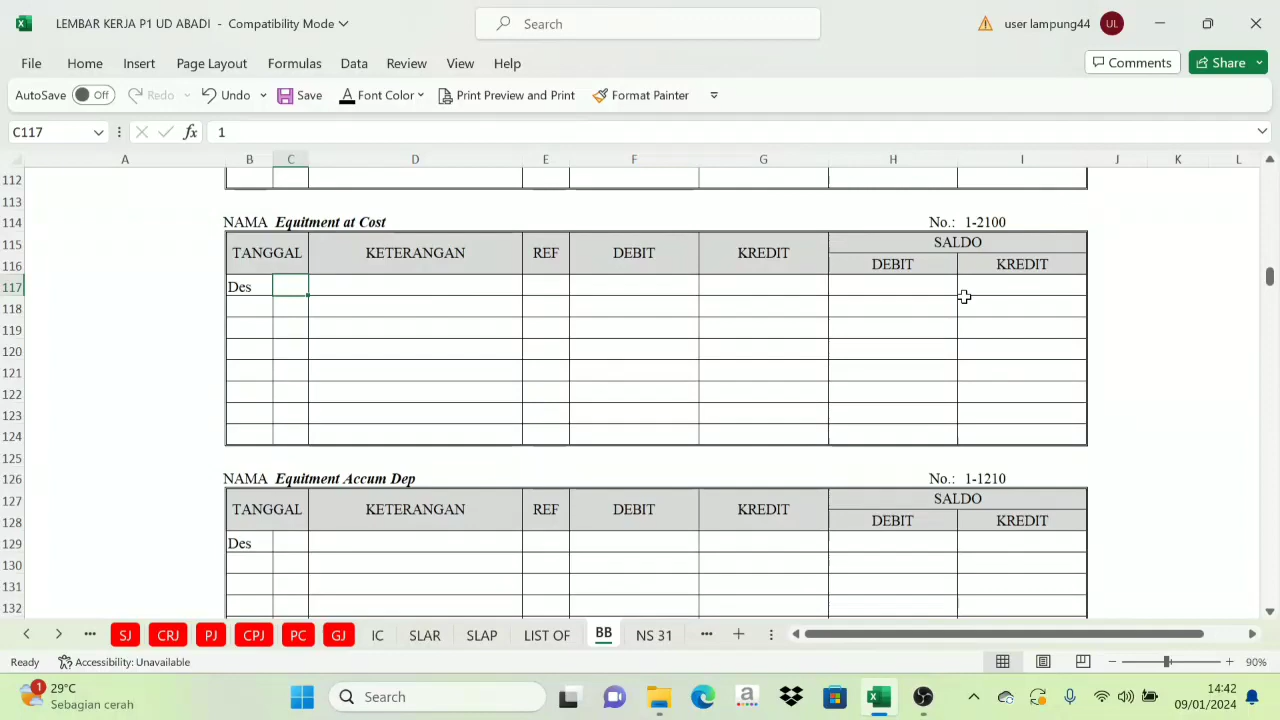 LEMBAR KERJA P1 UD ABADI - Compatibility Mode
Search
user lampung44
UL
File Home Insert Page Layout Formulas Data Review View Help
Comments Share
AutoSave Off Redo Undo Save Font Color Print Preview and Print Format Painter
C117 fx 1
A B C D E F G H I J K L
112
113
114 NAMA Equitment at Cost No.: 1-2100
115 TANGGAL KETERANGAN REF DEBIT KREDIT SALDO
116 DEBIT KREDIT
117 Des
118
119
120
121
122
123
124
125
126 NAMA Equitment Accum Dep No.: 1-1210
127 TANGGAL KETERANGAN REF DEBIT KREDIT SALDO
128 DEBIT KREDIT
129 Des
130
131
132
SJ CRJ PJ CPJ PC GJ IC SLAR SLAP LIST OF BB NS 31
Ready Accessibility: Unavailable 90%
1 29°C
Sebagian cerah
Search
a
14:42
09/01/2024